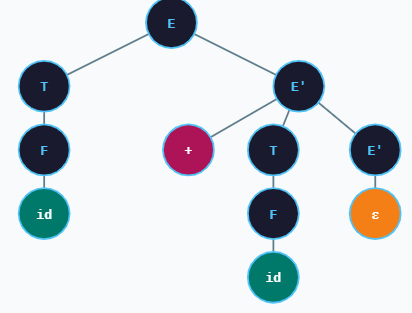 E
T E'
F + T E'
id F ε
id